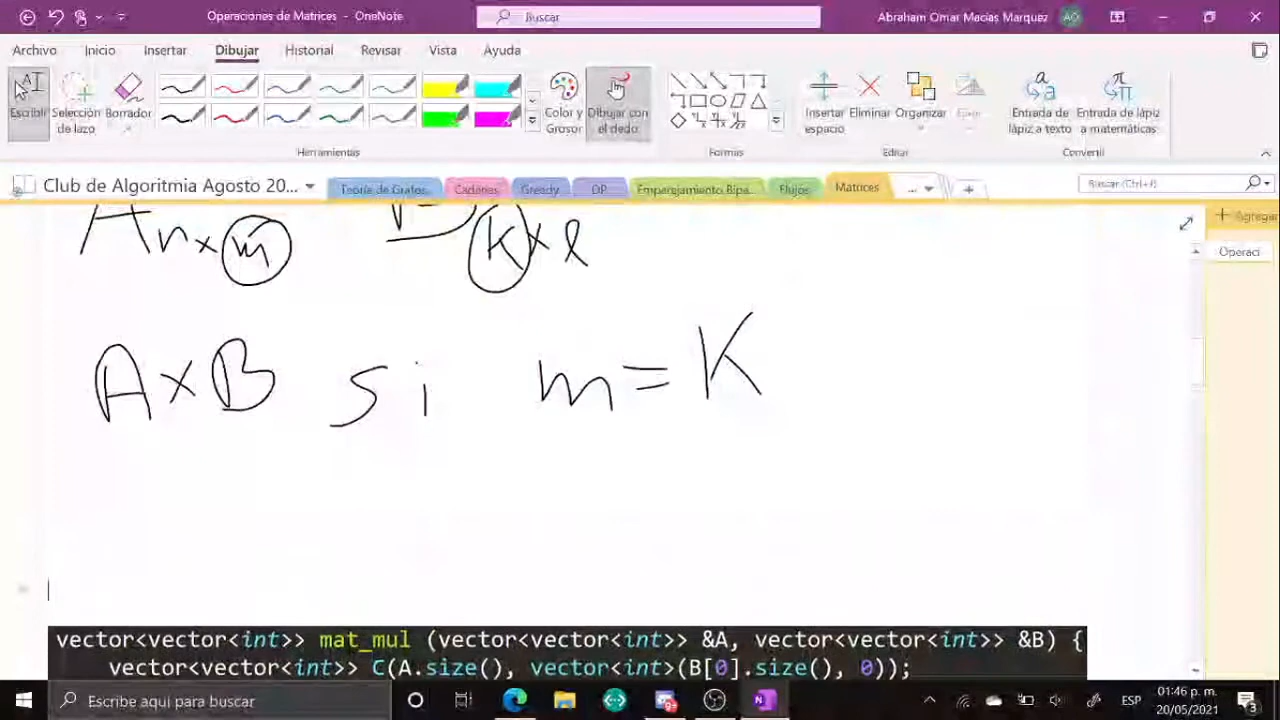 Operaciones de Matrices - OneNote
Buscar
Abraham Omar Macias Marquez AO
Archivo Inicio Insertar Dibujar Historial Revisar Vista Ayuda
Escribir Selección de lazo Borrador Color y Grosor Dibujar con el dedo Insertar espacio Eliminar Organizar Entrada de lápiz a texto Entrada de lápiz a matemáticas
Herramientas Formas Editar Convertir
Club de Algoritmia Agosto 20... Teoría de Grafos Cadenas Greedy DP Emparejamiento Bipa... Flujos Matrices ... Buscar (Ctrl+F)
Agregar
Operaci
A n×m B k×l
A×B si m=K
vector<vector<int>> mat_mul (vector<vector<int>> &A, vector<vector<int>> &B) {
vector<vector<int>> C(A.size(), vector<int>(B[0].size(), 0));
Escribe aquí para buscar
ESP
01:46 p. m.
20/05/2021
3